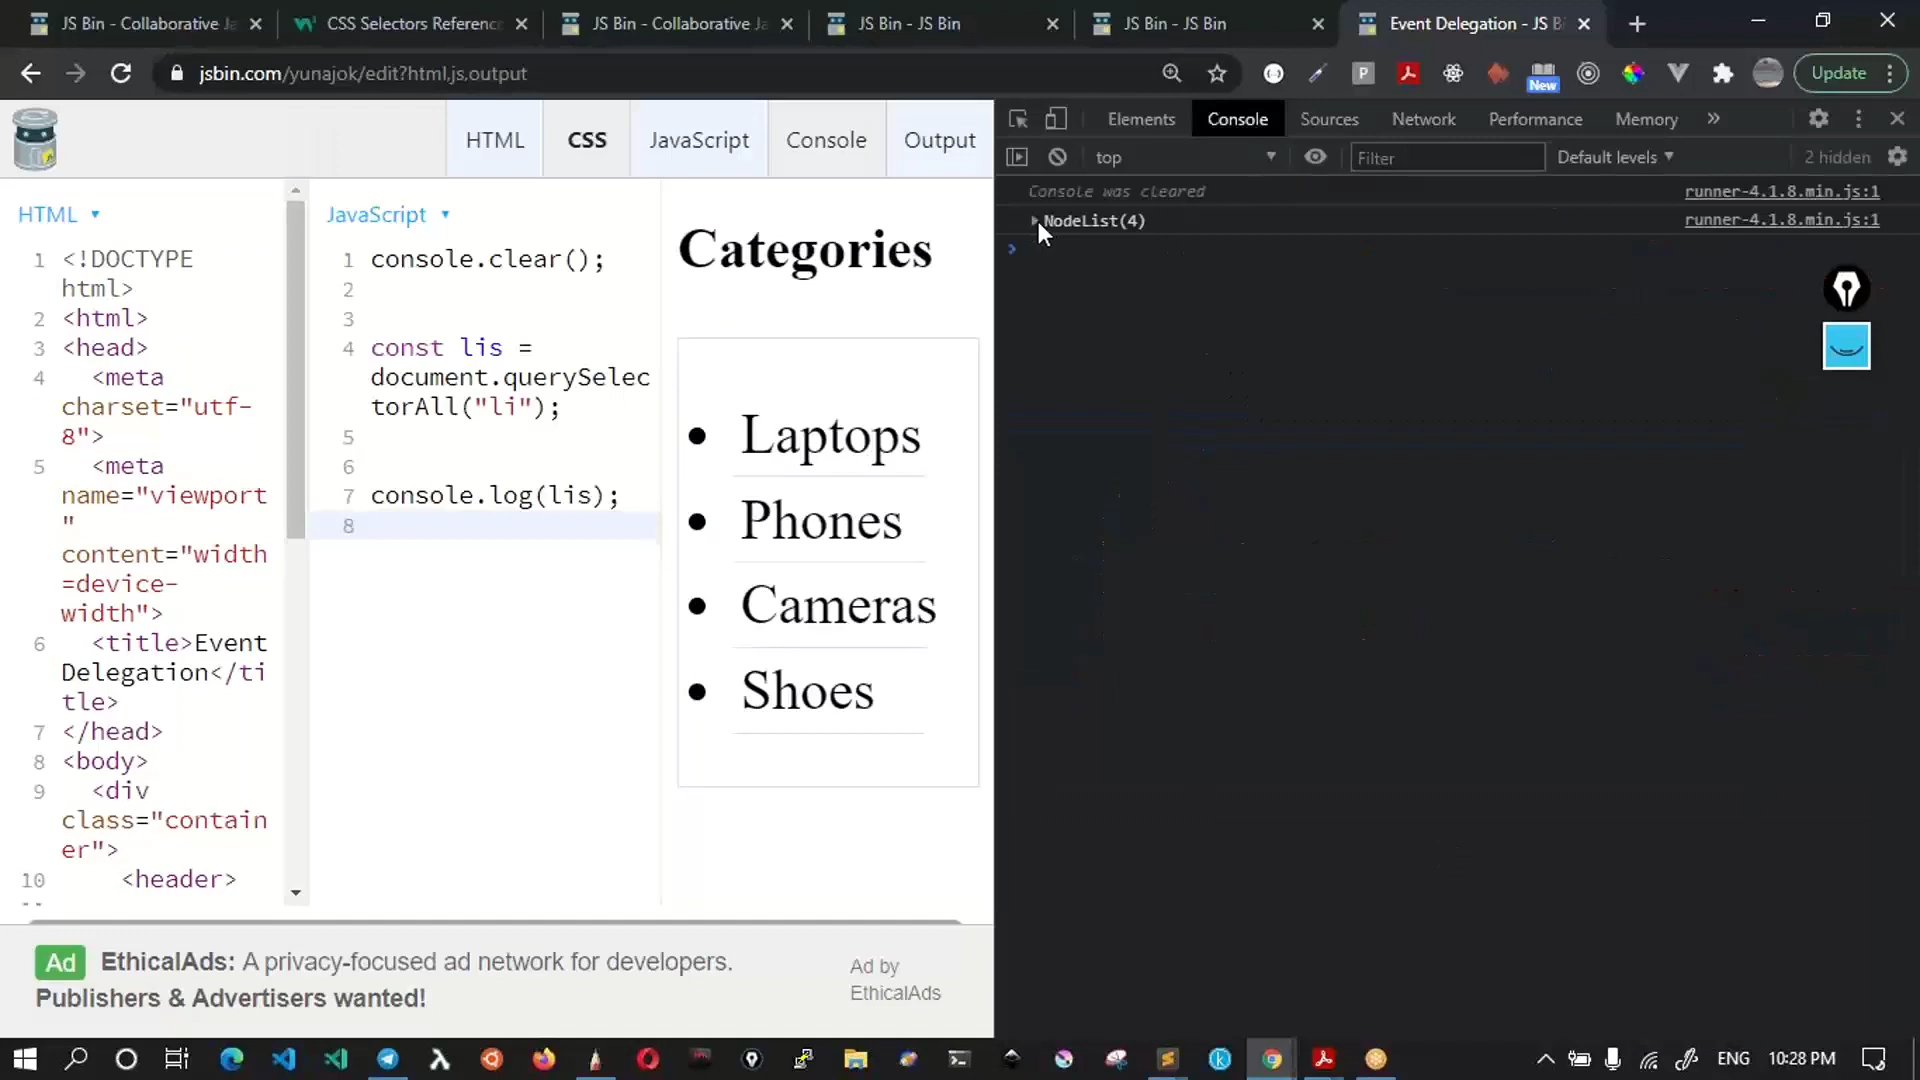 JS Bin - Collaborative Ja
CSS Selectors Reference
JS Bin - Collaborative Ja
JS Bin - JS Bin
JS Bin - JS Bin
Event Delegation - JS Bi
jsbin.com/yunajok/edit?html,js,output
New
Update
HTML
CSS
JavaScript
Console
Output
Elements
Console
Sources
Network
Performance
Memory
top
Filter
Default levels
2 hidden
Console was cleared
runner-4.1.8.min.js:1
NodeList(4)
runner-4.1.8.min.js:1
HTML
1 <!DOCTYPE
html>
2 <html>
3 <head>
4 <meta
charset="utf-
8">
5 <meta
name="viewport
"
content="width
=device-
width">
6 <title>Event
Delegation</ti
tle>
7 </head>
8 <body>
9 <div
class="contain
er">
10 <header>
JavaScript
1 console.clear();
2
3
4 const lis =
document.querySelec
torAll("li");
5
6
7 console.log(lis);
8
Categories
• Laptops
• Phones
• Cameras
• Shoes
Ad
EthicalAds: A privacy-focused ad network for developers.
Publishers & Advertisers wanted!
Ad by
EthicalAds
ENG
10:28 PM